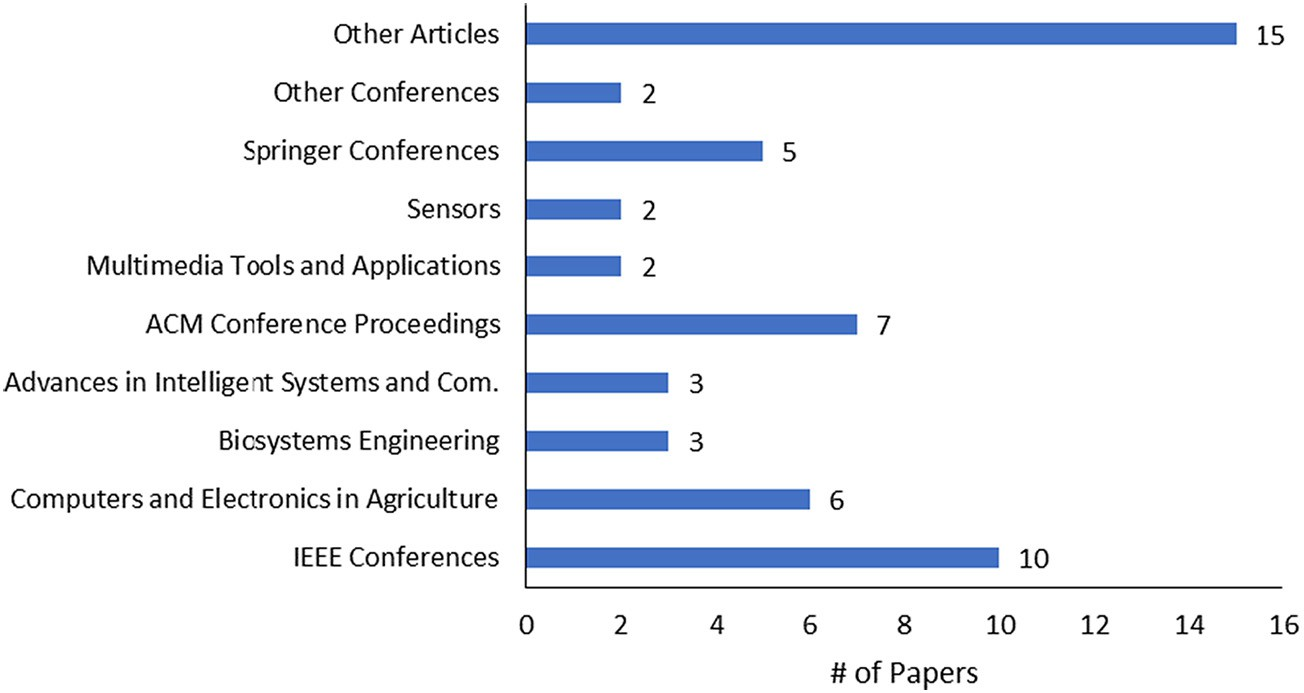 Other Articles 15
Other Conferences 2
Springer Conferences 5
Sensors 2
Multimedia Tools and Applications 2
ACM Conference Proceedings 7
Advances in Intelligent Systems and Com. 3
Biosystems Engineering 3
Computers and Electronics in Agriculture 6
IEEE Conferences 10
0 2 4 6 8 10 12 14 16
# of Papers